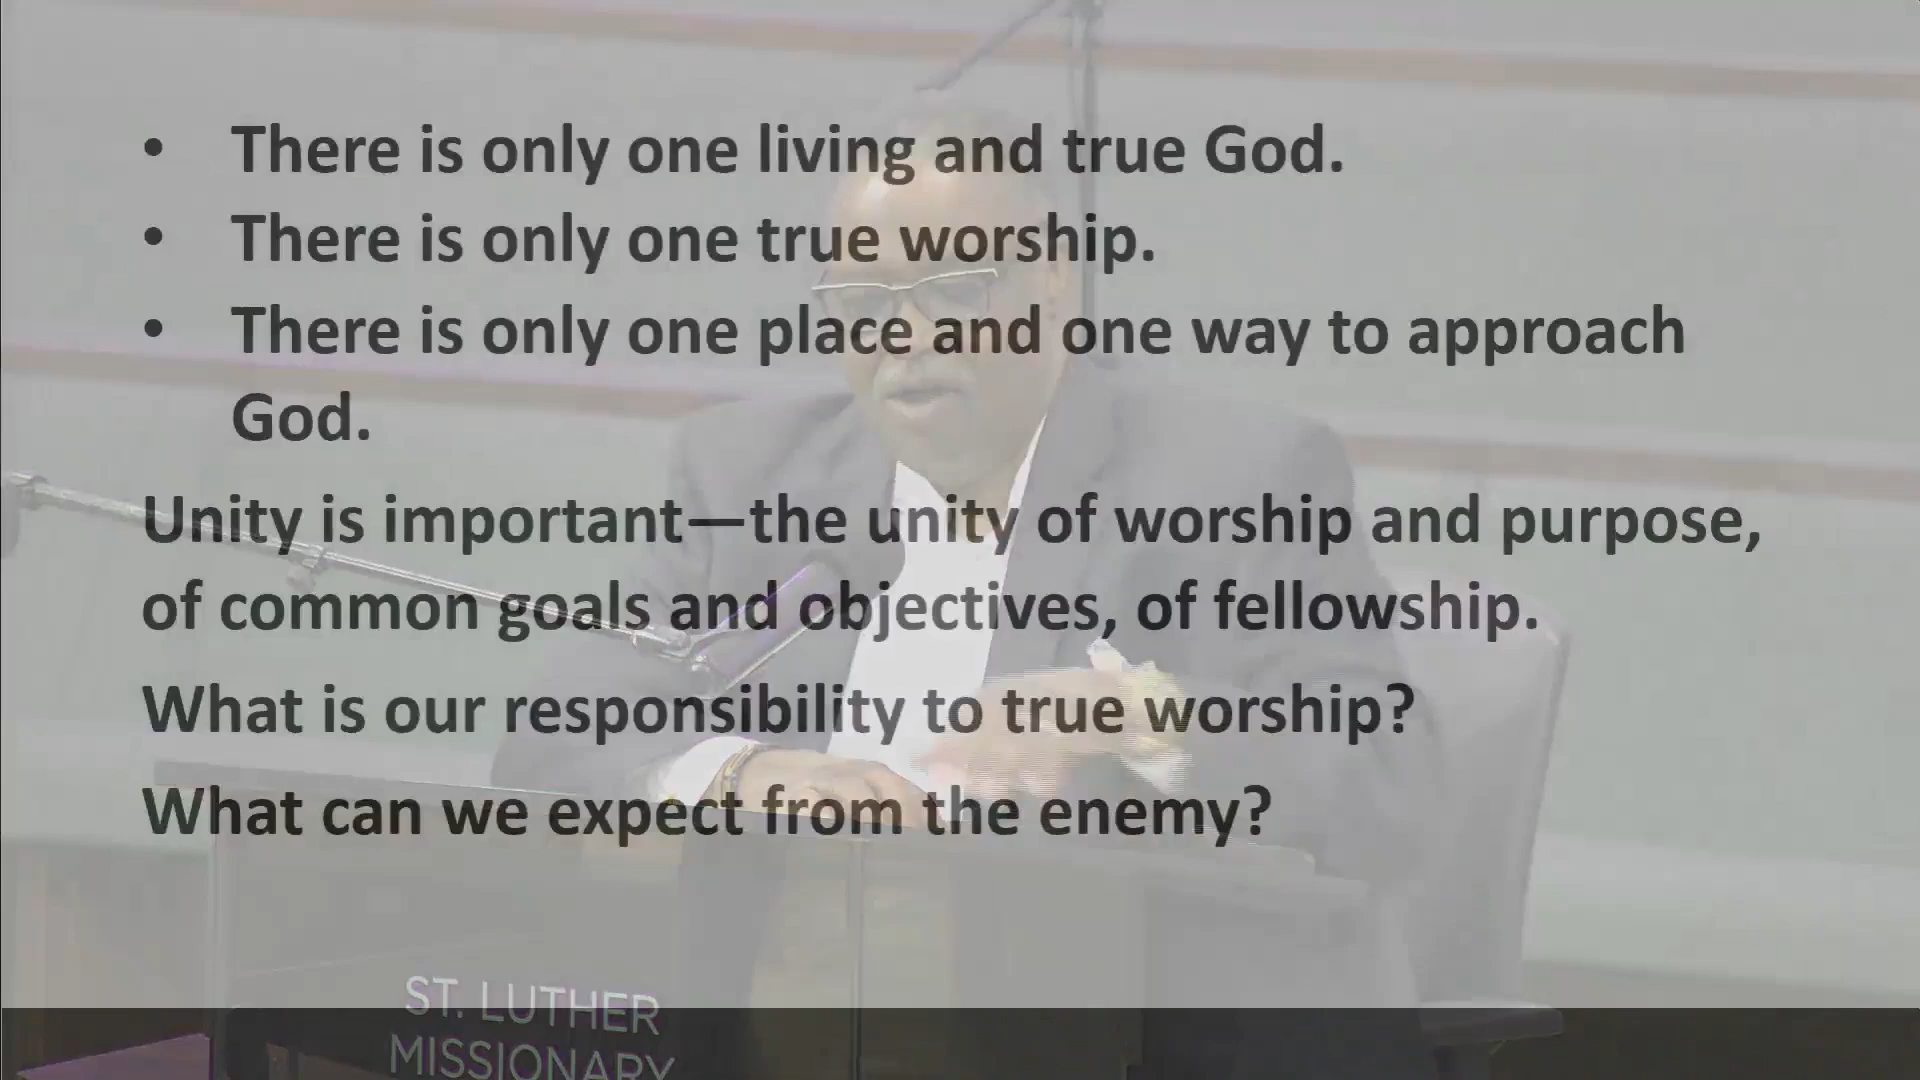 • There is only one living and true God.
• There is only one true worship.
• There is only one place and one way to approach
God.
Unity is important—the unity of worship and purpose,
of common goals and objectives, of fellowship.
What is our responsibility to true worship?
What can we expect from the enemy?
ST. LUTHER
MISSIONARY